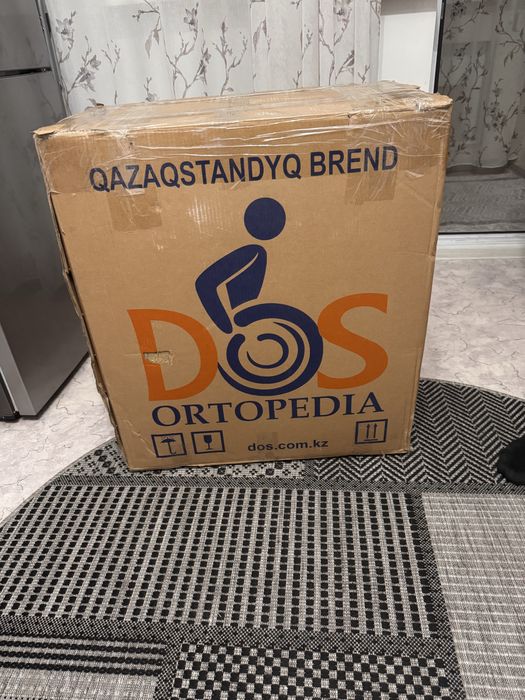 QAZAQSTANDYQ BREND
DOS
ORTOPEDIA
dos.com.kz